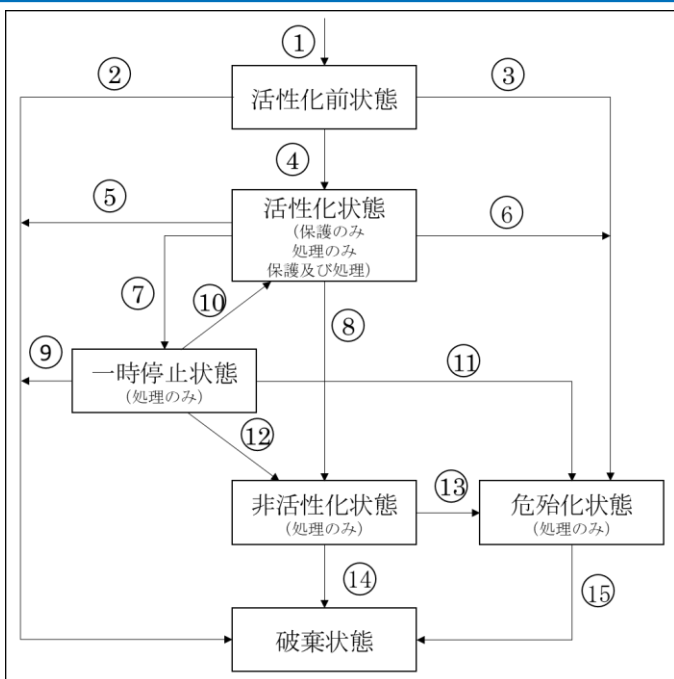 ①
②
③
活性化前状態
④
⑤
活性化状態
⑥
(保護のみ
処理のみ
保護及び処理)
⑦
⑩
⑧
⑨
一時停止状態
(処理のみ)
⑪
⑫
非活性化状態
(処理のみ)
⑬
危殆化状態
(処理のみ)
⑭
⑮
破棄状態